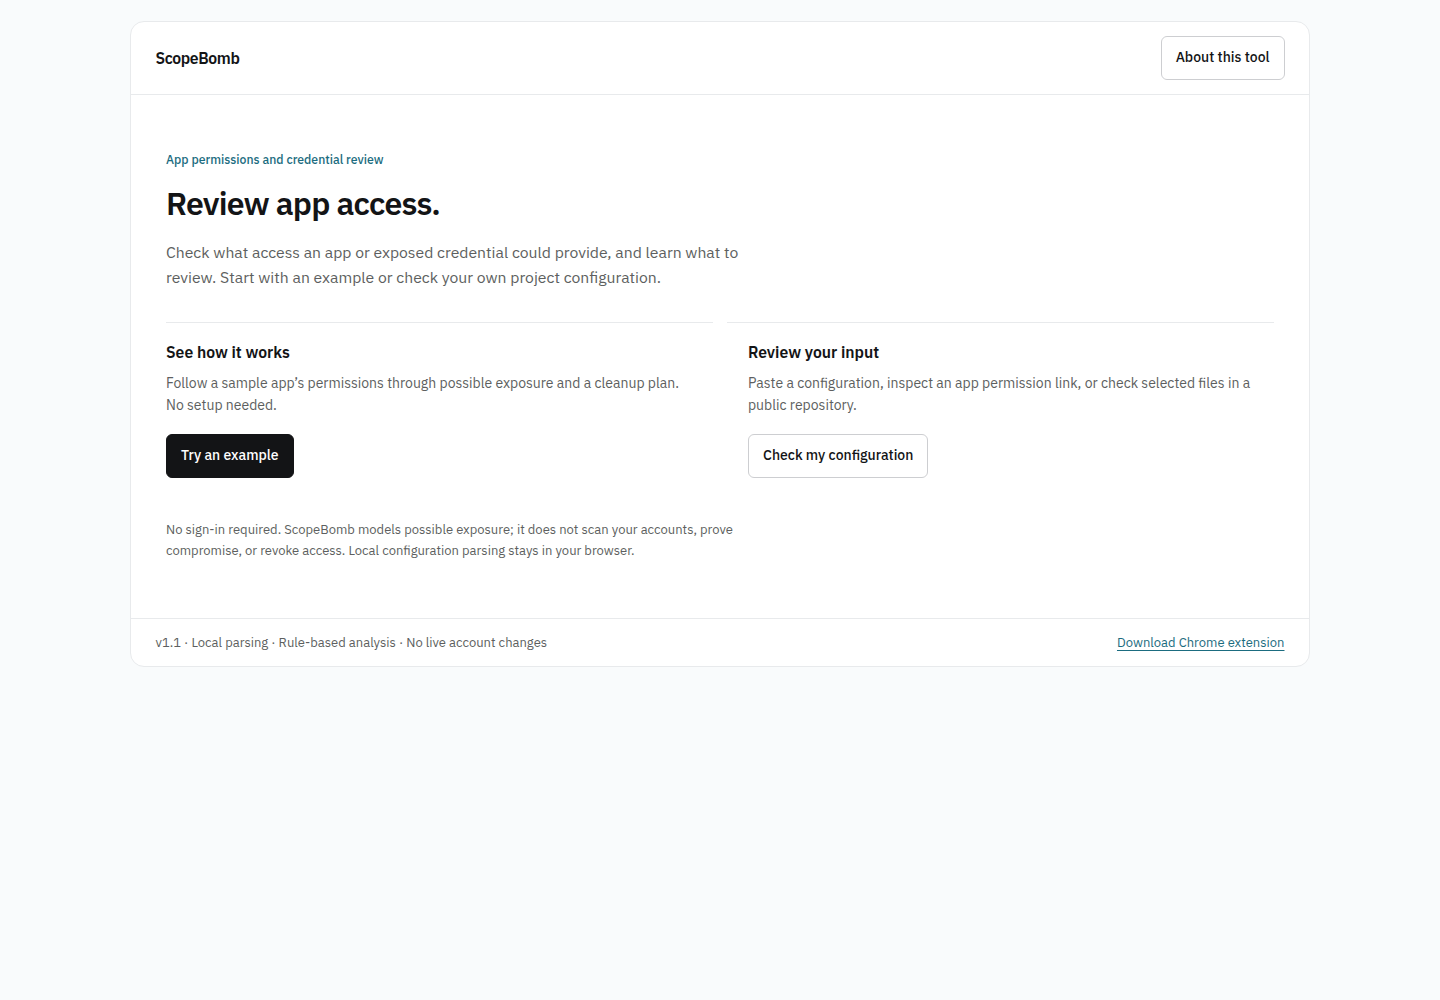 ScopeBomb
About this tool
App permissions and credential review
Review app access.
Check what access an app or exposed credential could provide, and learn what to
review. Start with an example or check your own project configuration.
See how it works
Follow a sample app’s permissions through possible exposure and a cleanup plan.
No setup needed.
Try an example
Review your input
Paste a configuration, inspect an app permission link, or check selected files in a
public repository.
Check my configuration
No sign-in required. ScopeBomb models possible exposure; it does not scan your accounts, prove
compromise, or revoke access. Local configuration parsing stays in your browser.
v1.1 · Local parsing · Rule-based analysis · No live account changes
Download Chrome extension